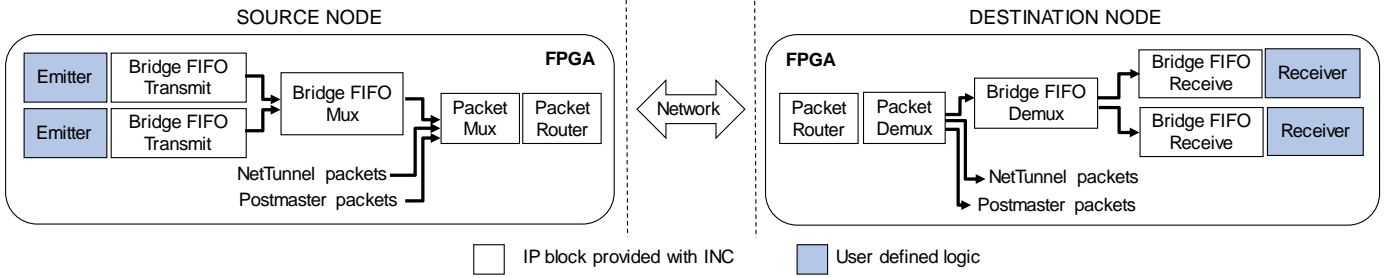 SOURCE NODE
DESTINATION NODE
FPGA
Emitter
Bridge FIFO
Transmit
Emitter
Bridge FIFO
Transmit
Bridge FIFO
Mux
Packet
Mux
Packet
Router
NetTunnel packets
Postmaster packets
Network
FPGA
Packet
Router
Packet
Demux
Bridge FIFO
Demux
Bridge FIFO
Receive
Receiver
Bridge FIFO
Receive
Receiver
NetTunnel packets
Postmaster packets
IP block provided with INC
User defined logic